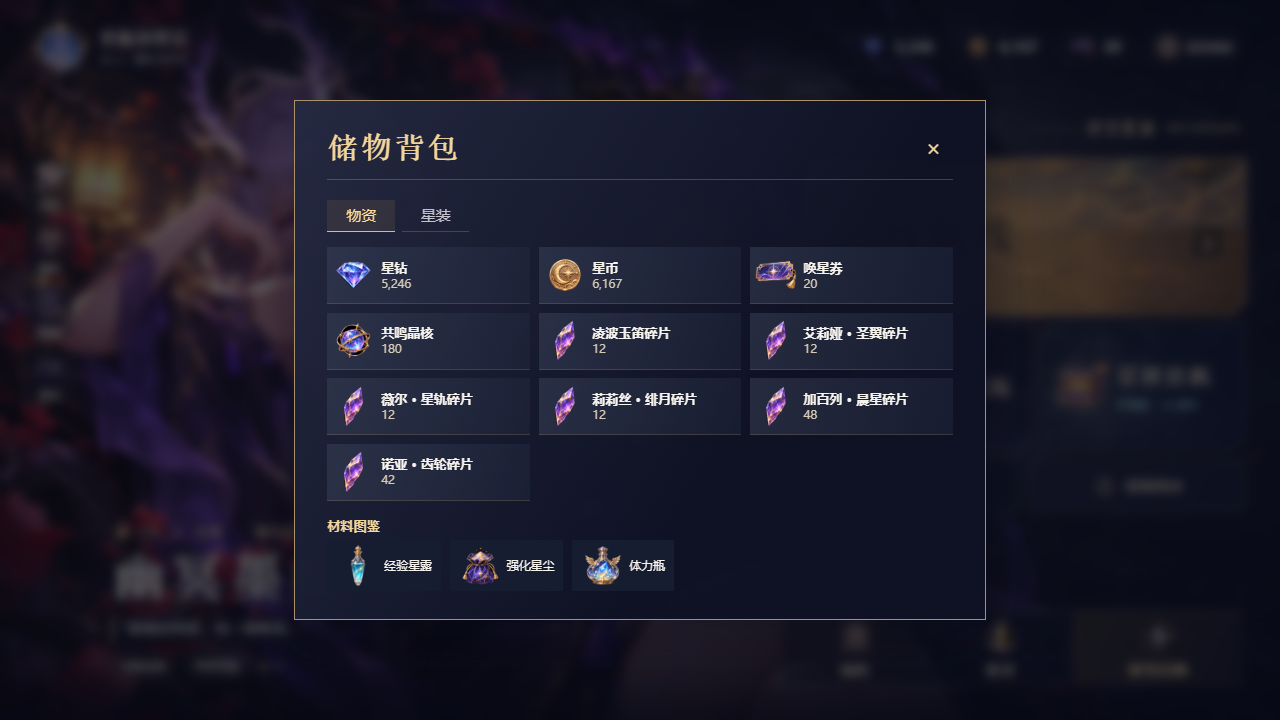 储物背包
×
物资
星装
星钻
5,246
星币
6,167
唤星券
20
共鸣晶核
180
凌波玉笛碎片
12
艾莉娅·圣翼碎片
12
薇尔·星轨碎片
12
莉莉丝·绯月碎片
12
加百列·晨星碎片
48
诺亚·齿轮碎片
42
材料图鉴
经验星露
强化星尘
体力瓶